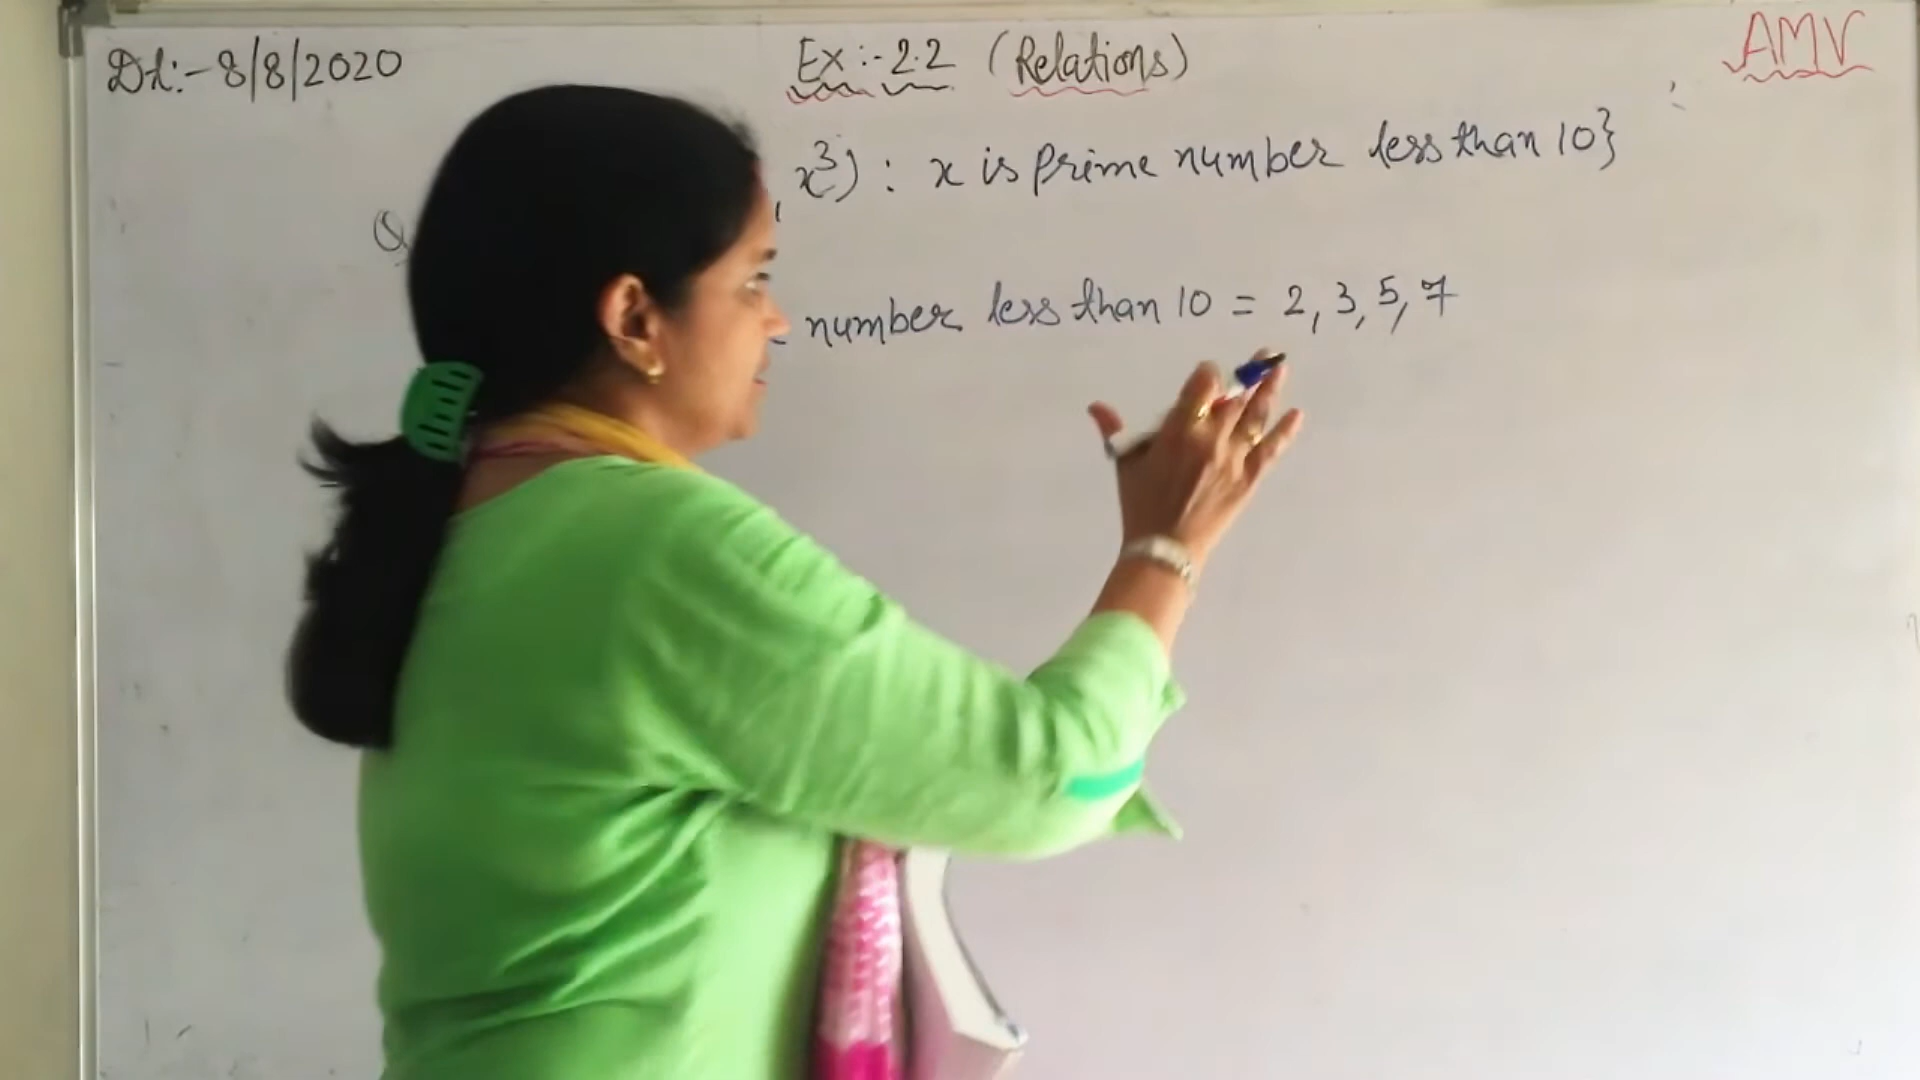 Dt:-8/8/2020
Ex:-2.2 (Relations)
AMV
, x³) : x is prime number less than 10}
Q
number less than 10 = 2, 3, 5, 7